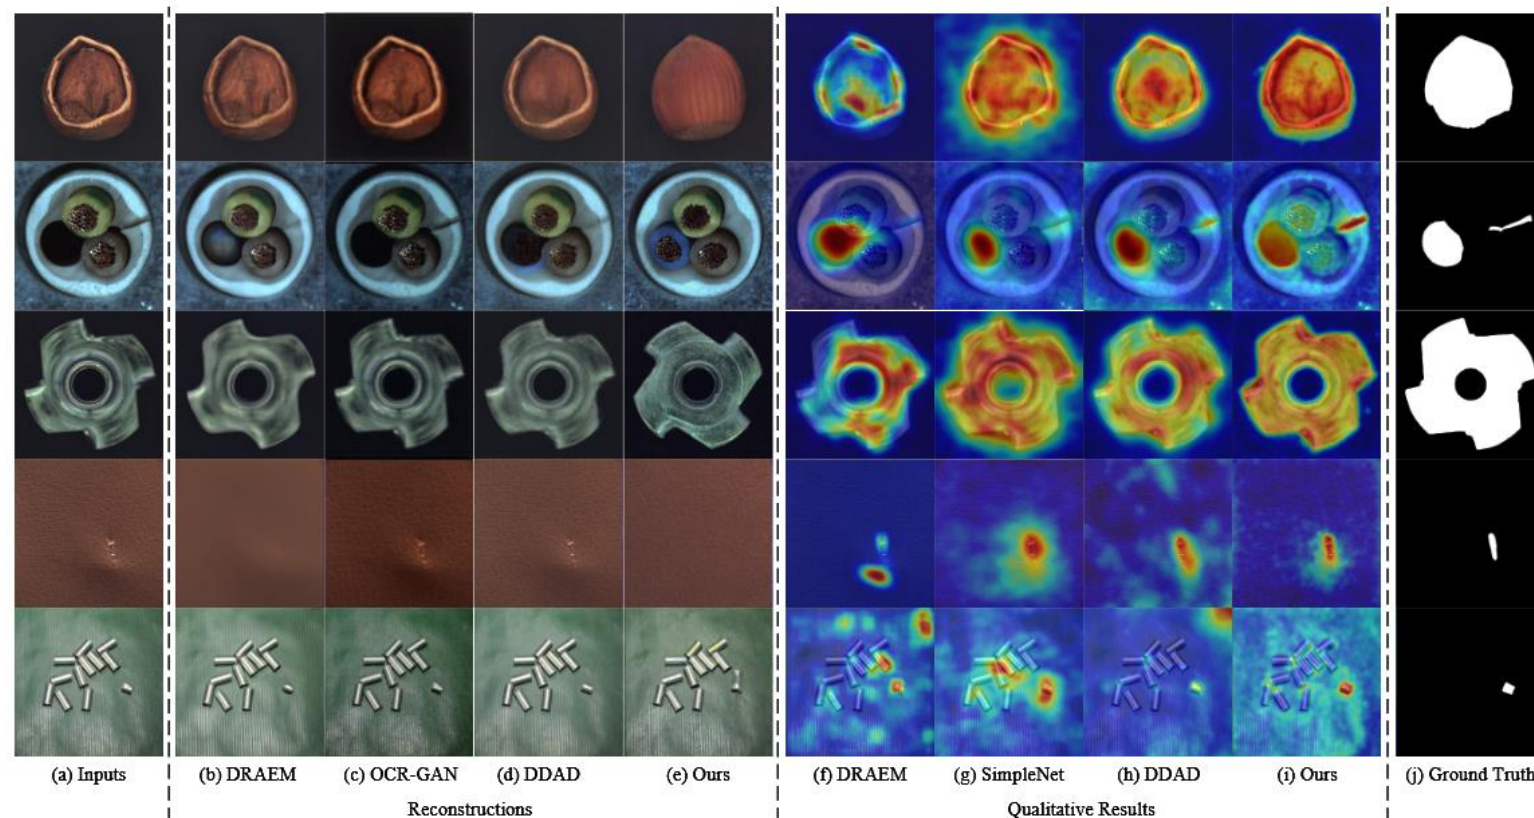 (a) Inputs (b) DRAEM (c) OCR-GAN (d) DDAD (e) Ours (f) DRAEM (g) SimpleNet (h) DDAD (i) Ours (j) Ground Truth
Reconstructions Qualitative Results